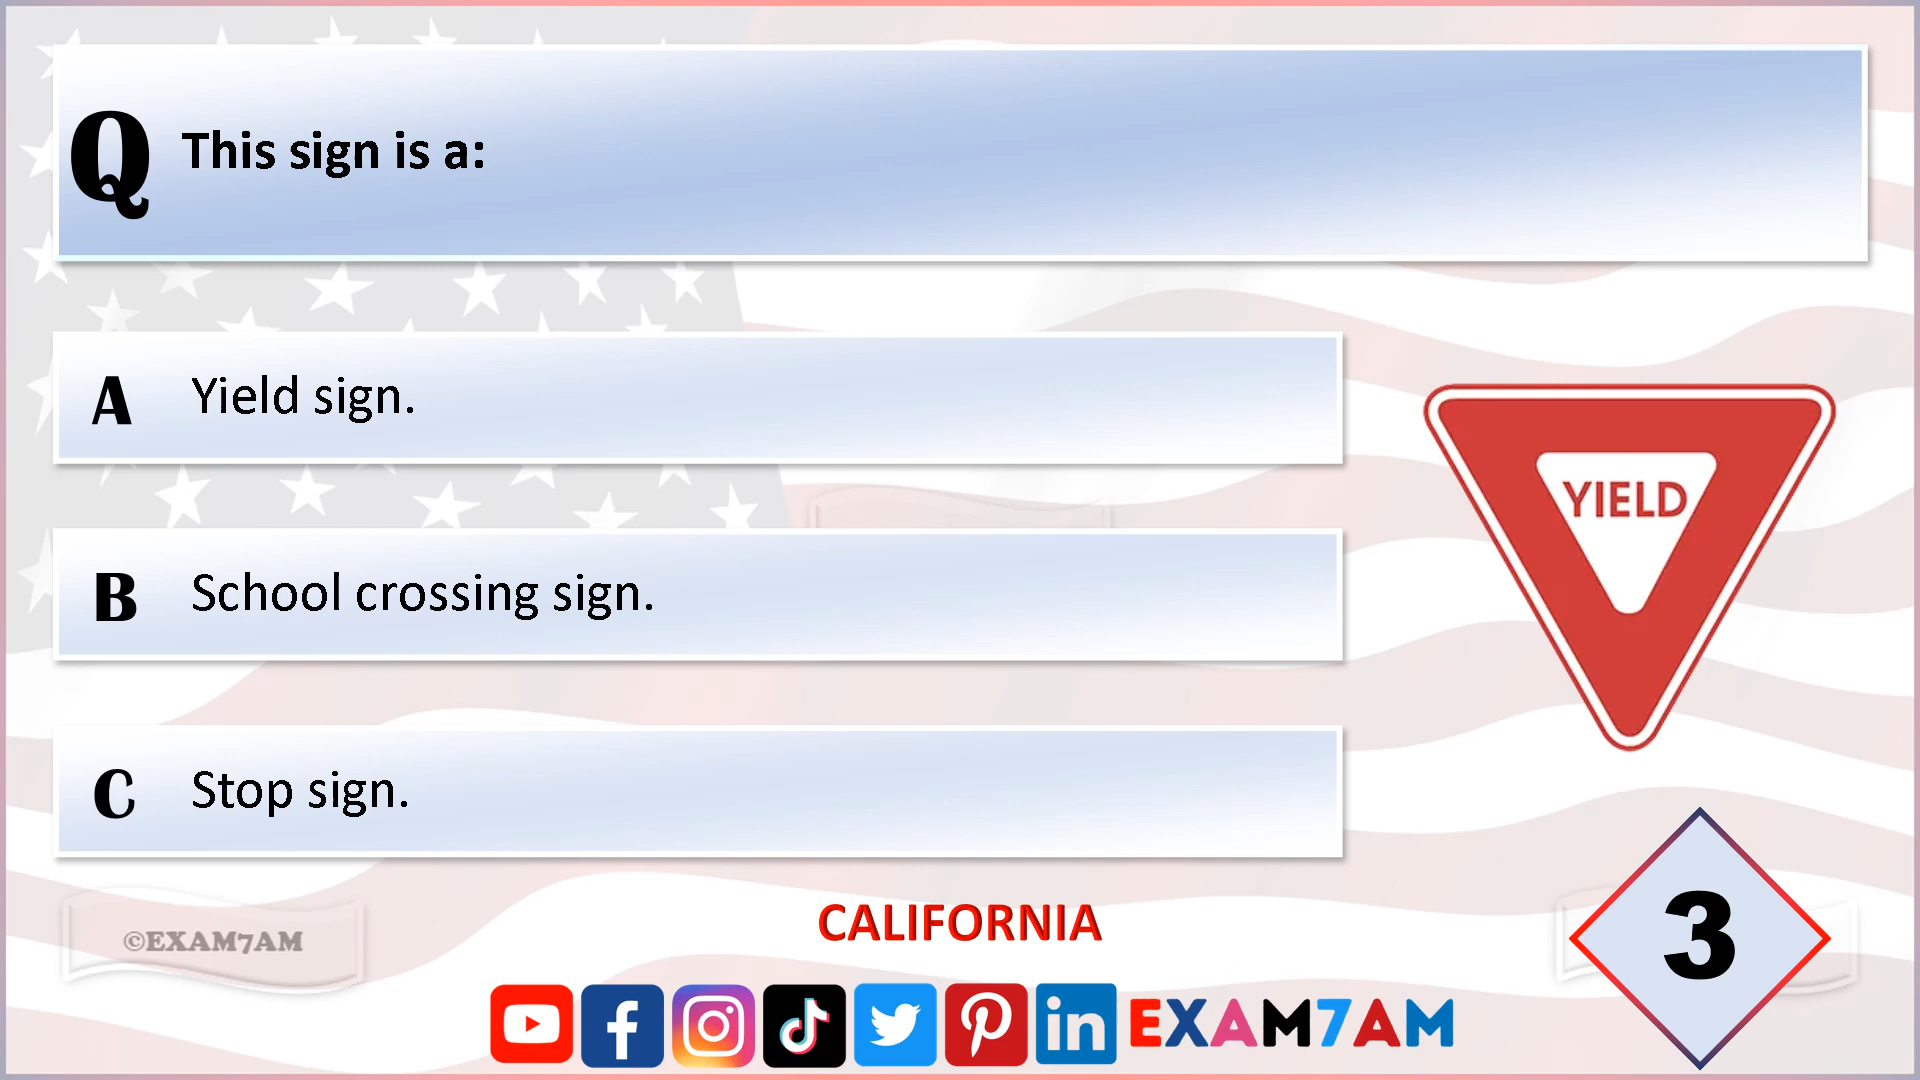 Q This sign is a:
A Yield sign.
YIELD
B School crossing sign.
C Stop sign.
CALIFORNIA
3
©EXAM7AM
EXAM7AM